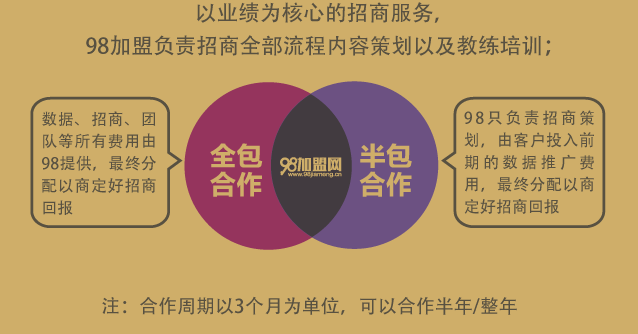 以业绩为核心的招商服务，
98加盟负责招商全部流程内容策划以及教练培训；
数据、招商、团
队等所有费用由
98提供，最终分
配以商定好招商
回报
全包
合作
98加盟网
www.98jiameng.cn
半包
合作
98只负责招商策
划，由客户投入前
期的数据推广费
用，最终分配以商
定好招商回报
注：合作周期以3个月为单位，可以合作半年/整年